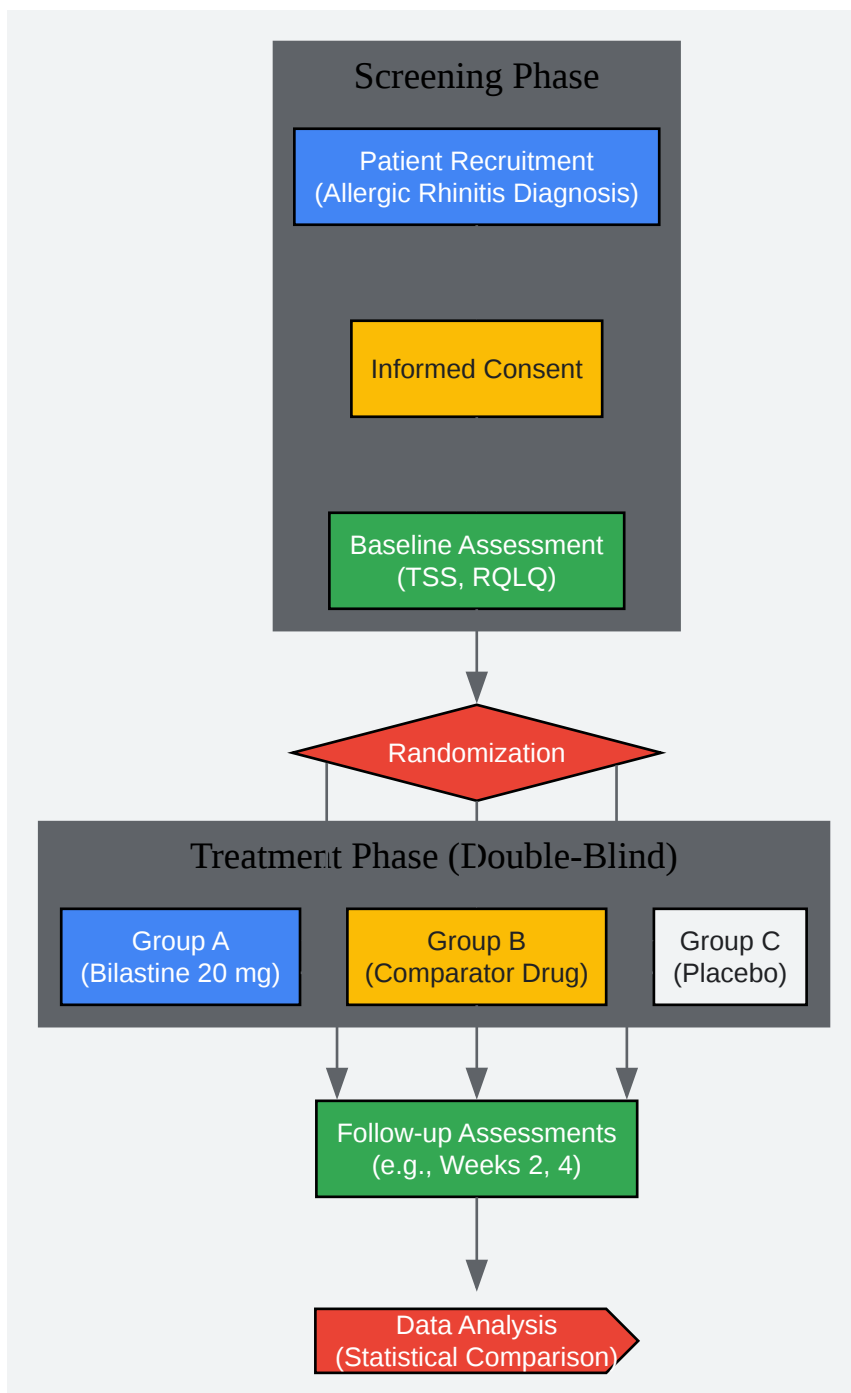 Screening Phase
Patient Recruitment
(Allergic Rhinitis Diagnosis)
Informed Consent
Baseline Assessment
(TSS, RQLQ)
Randomization
Treatment Phase (Double-Blind)
Group A
(Bilastine 20 mg)
Group B
(Comparator Drug)
Group C
(Placebo)
Follow-up Assessments
(e.g., Weeks 2, 4)
Data Analysis
(Statistical Comparison)